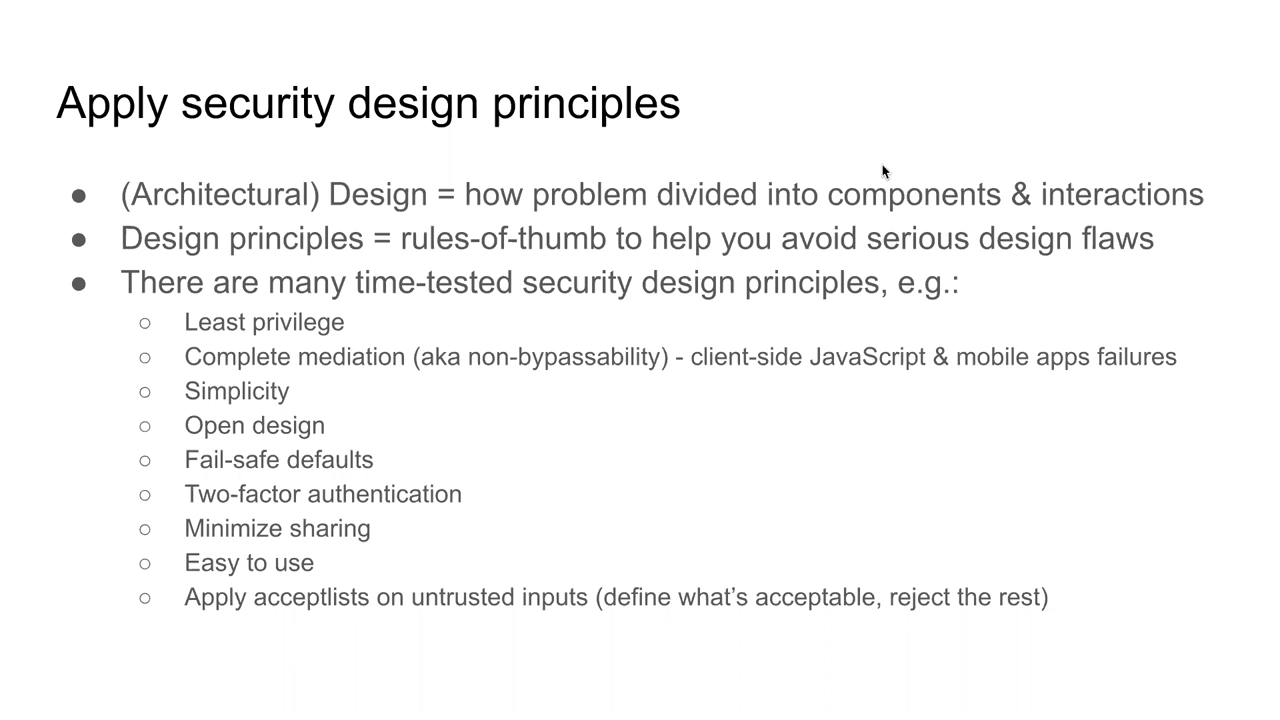 Apply security design principles
● (Architectural) Design = how problem divided into components & interactions
● Design principles = rules-of-thumb to help you avoid serious design flaws
● There are many time-tested security design principles, e.g.:
○ Least privilege
○ Complete mediation (aka non-bypassability) - client-side JavaScript & mobile apps failures
○ Simplicity
○ Open design
○ Fail-safe defaults
○ Two-factor authentication
○ Minimize sharing
○ Easy to use
○ Apply acceptlists on untrusted inputs (define what’s acceptable, reject the rest)